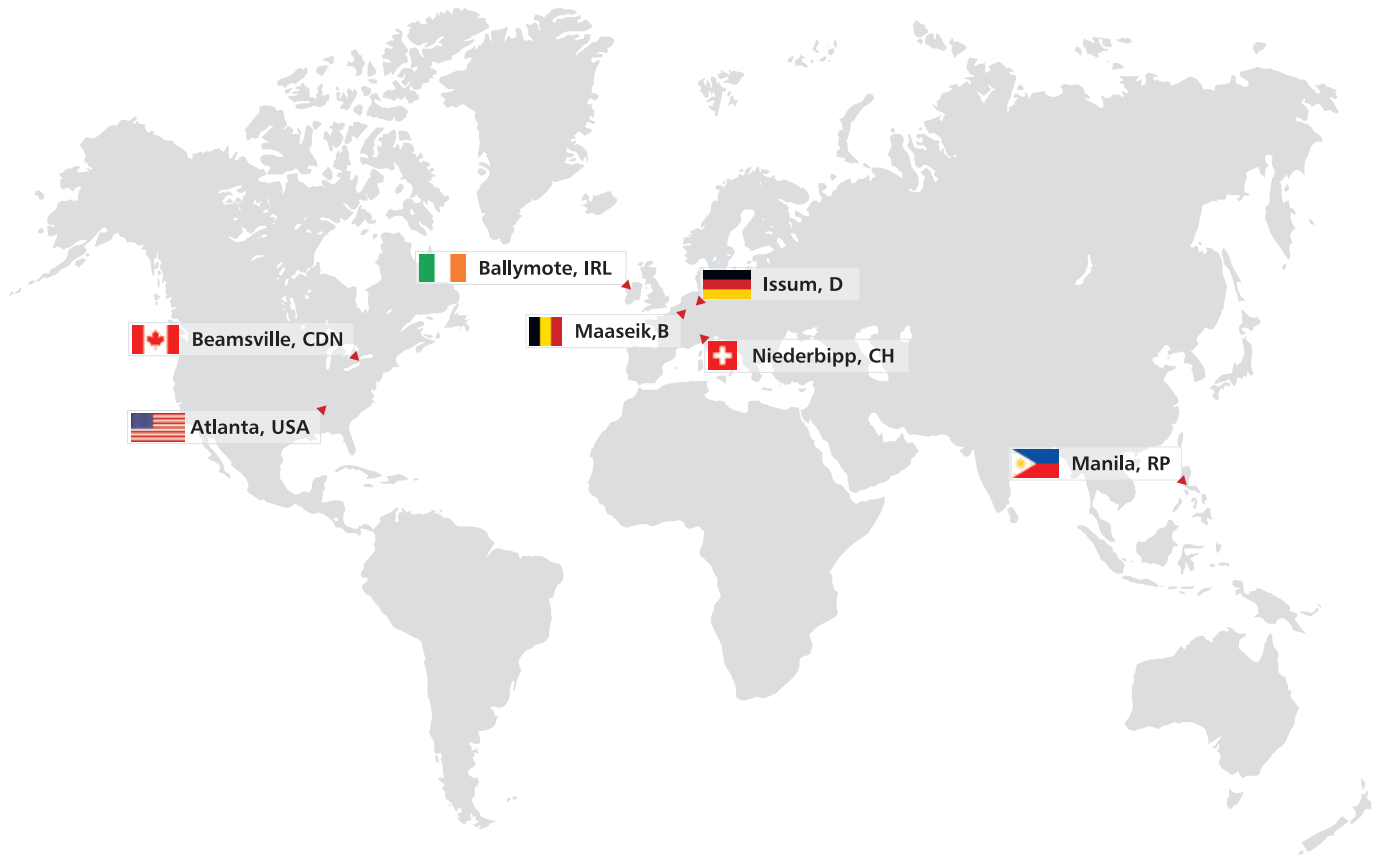 Ballymote, IRL
Issum, D
Maaseik,B
Beamsville, CDN
Niederbipp, CH
Atlanta, USA
Manila, RP